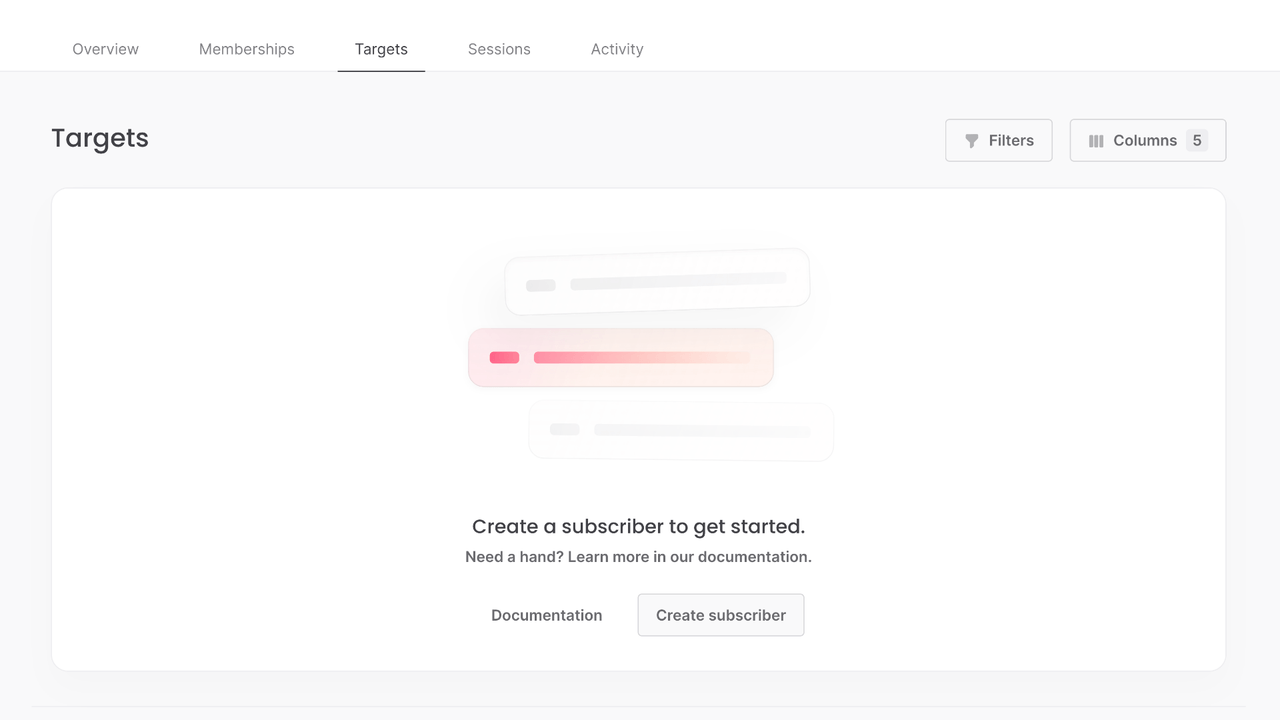 Overview Memberships Targets Sessions Activity
Targets
Filters
Columns 5
Create a subscriber to get started.
Need a hand? Learn more in our documentation.
Documentation Create subscriber